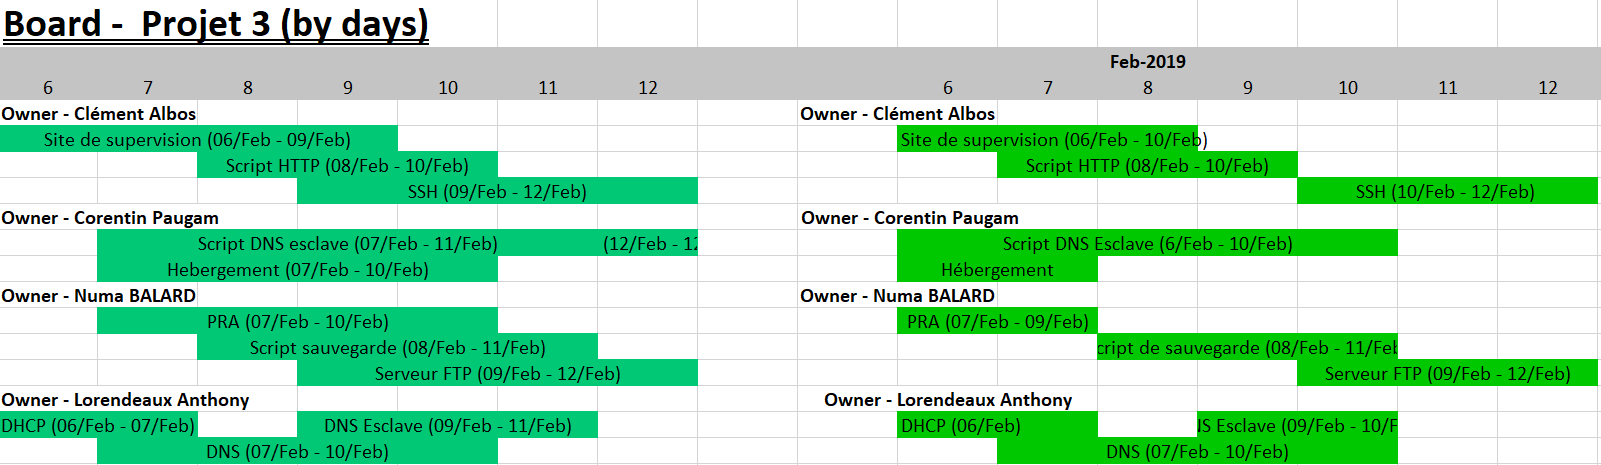 Board -  Projet 3 (by days)
Feb-2019
6 7 8 9 10 11 12 6 7 8 9 10 11 12
Owner - Clément Albos Owner - Clément Albos
Site de supervision (06/Feb - 09/Feb) Site de supervision (06/Feb - 10/Feb)
Script HTTP (08/Feb - 10/Feb) Script HTTP (08/Feb - 10/Feb)
SSH (09/Feb - 12/Feb) SSH (10/Feb - 12/Feb)
Owner - Corentin Paugam Owner - Corentin Paugam
Script DNS esclave (07/Feb - 11/Feb) (12/Feb - 12 Script DNS Esclave (6/Feb - 10/Feb)
Hebergement (07/Feb - 10/Feb) Hébergement
Owner - Numa BALARD Owner - Numa BALARD
PRA (07/Feb - 10/Feb) PRA (07/Feb - 09/Feb)
Script sauvegarde (08/Feb - 11/Feb) cript de sauvegarde (08/Feb - 11/Feb
Serveur FTP (09/Feb - 12/Feb) Serveur FTP (09/Feb - 12/Feb)
Owner - Lorendeaux Anthony Owner - Lorendeaux Anthony
DHCP (06/Feb - 07/Feb) DNS Esclave (09/Feb - 11/Feb) DHCP (06/Feb) NS Esclave (09/Feb - 10/F
DNS (07/Feb - 10/Feb) DNS (07/Feb - 10/Feb)